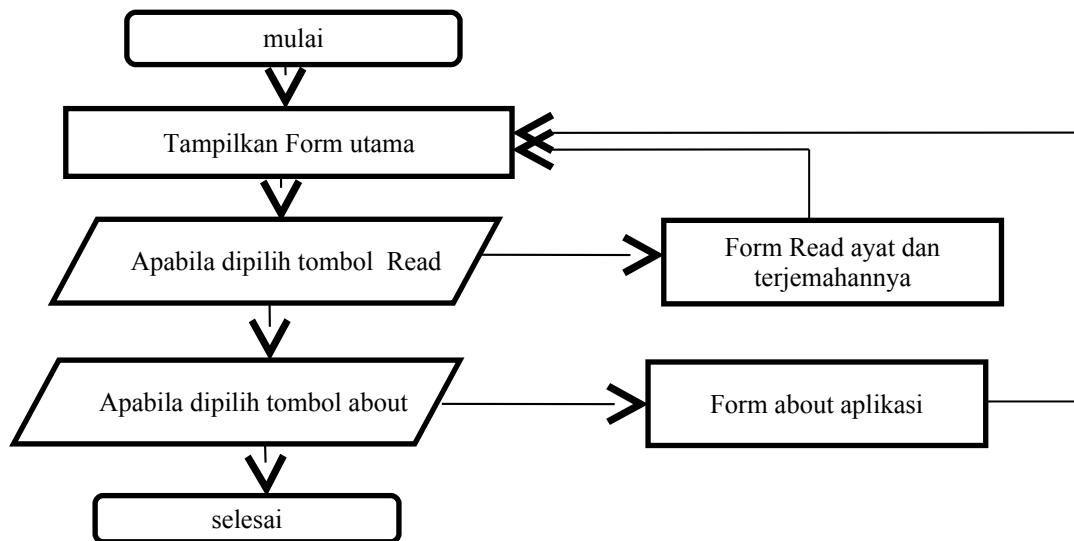 mulai
Tampilkan Form utama
Apabila dipilih tombol  Read
Form Read ayat dan
terjemahannya
Apabila dipilih tombol about
Form about aplikasi
selesai